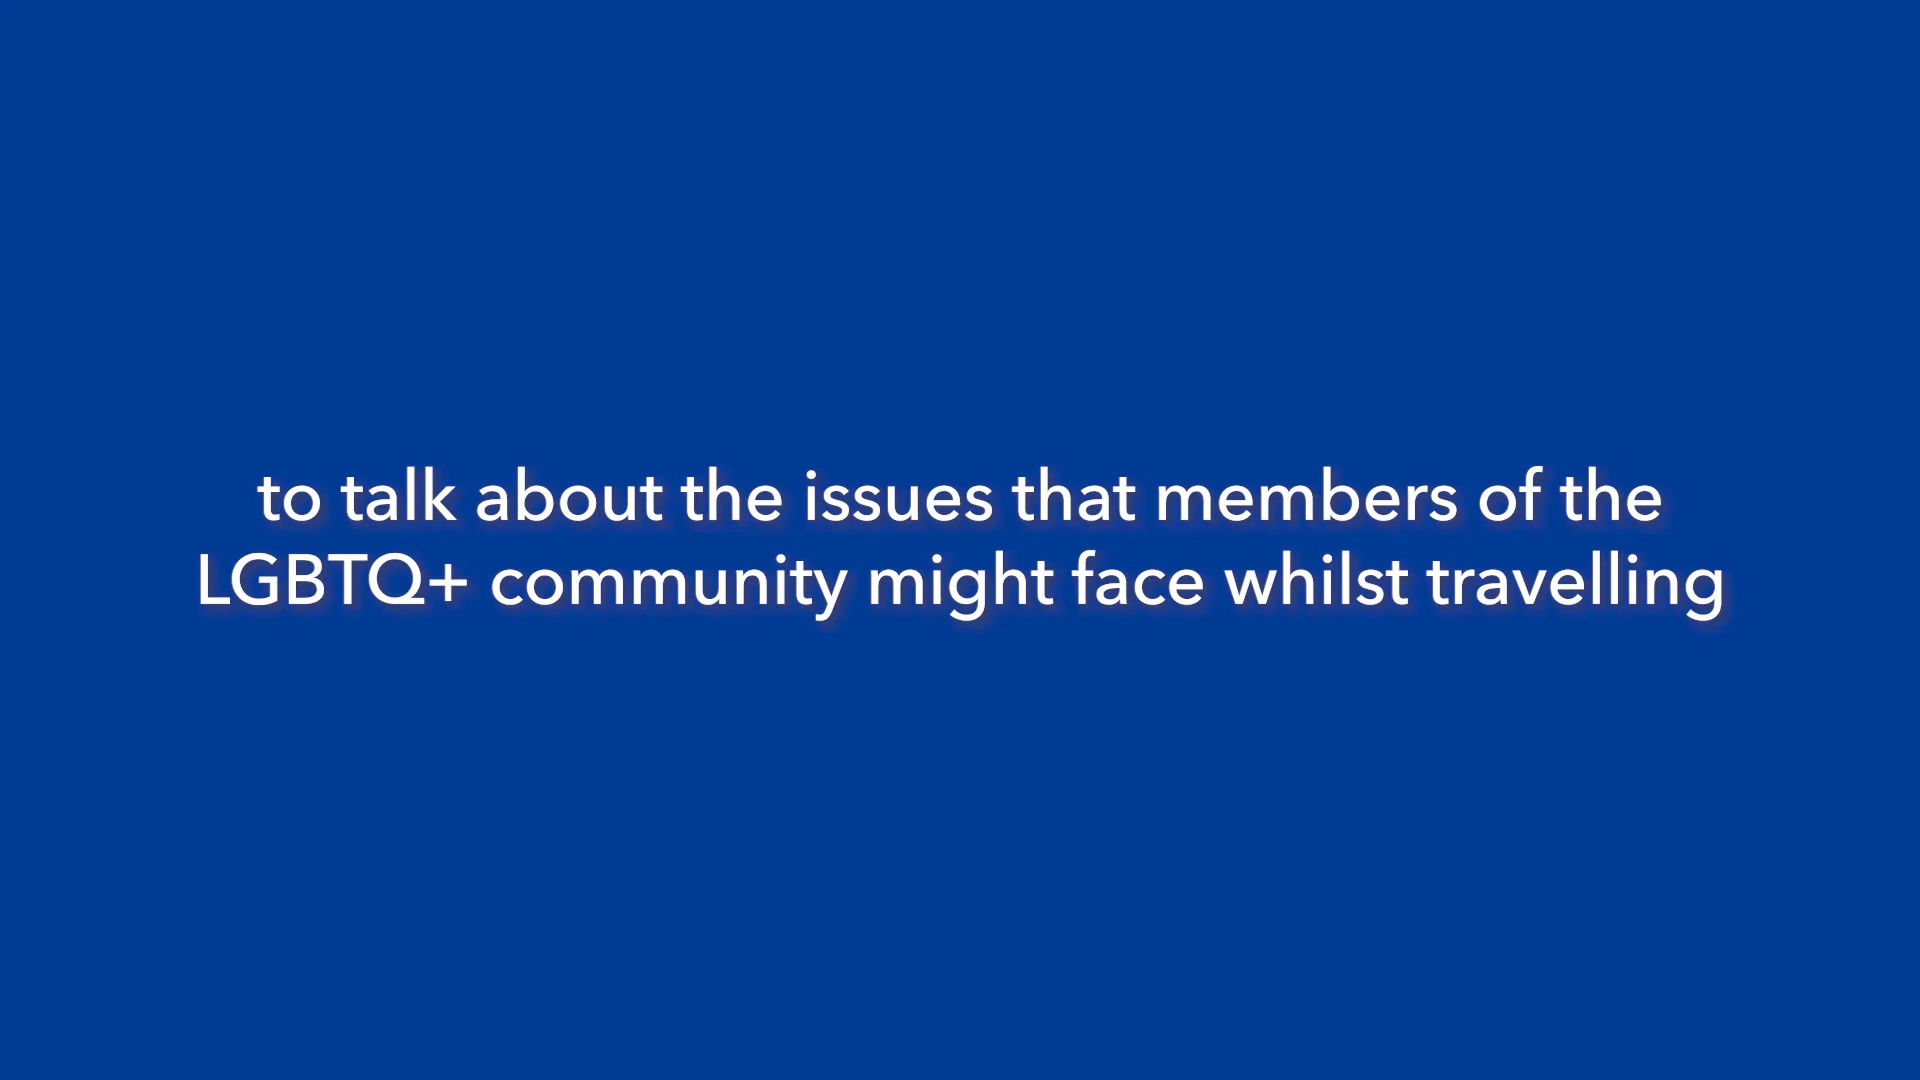 to talk about the issues that members of the
LGBTQ+ community might face whilst travelling